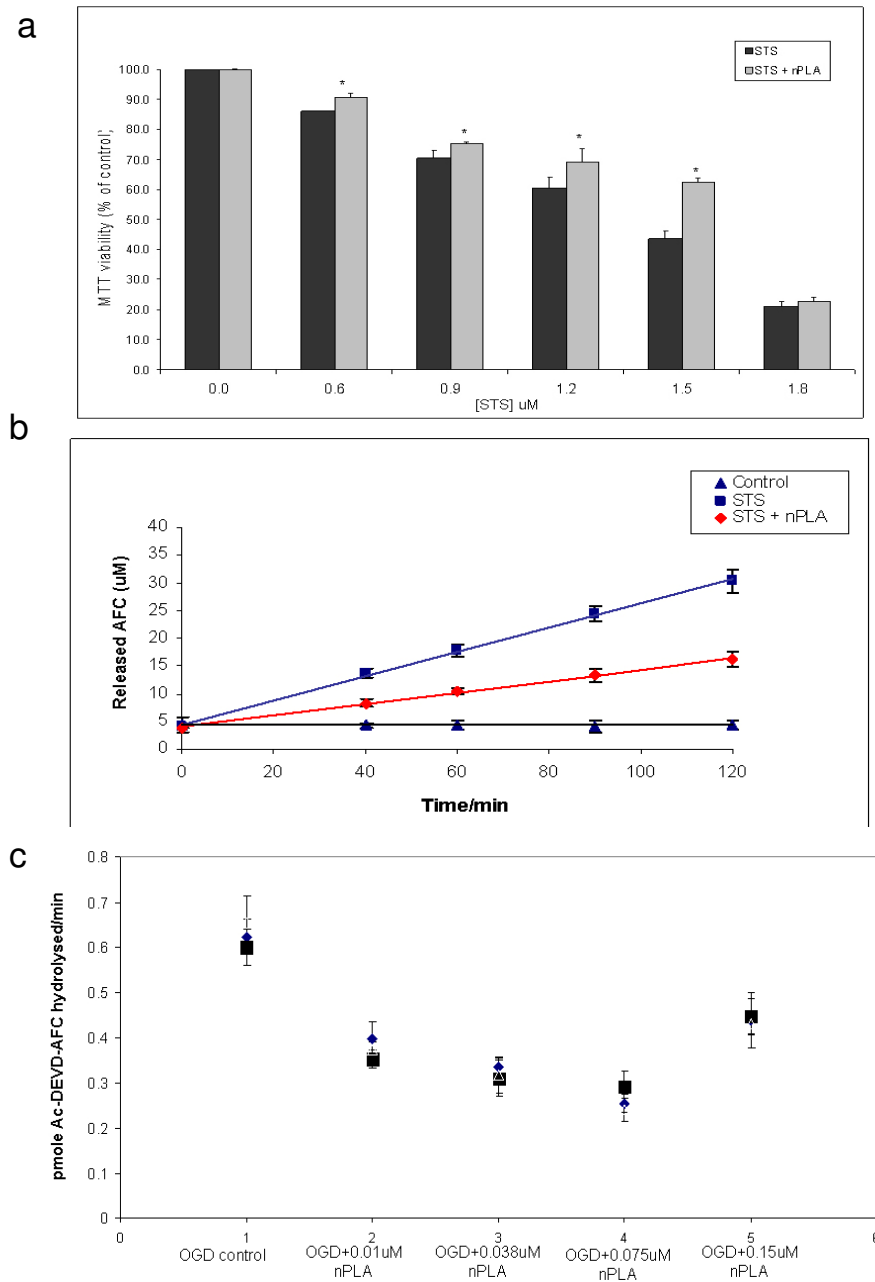 a
STS
STS + nPLA
MTT viability (% of control)
100.0
90.0
80.0
70.0
60.0
50.0
40.0
30.0
20.0
10.0
0.0
*
*
*
*
0.0 0.6 0.9 1.2 1.5 1.8
[STS] uM
b
Control
STS
STS + nPLA
Released AFC (uM)
40
35
30
25
20
15
10
5
0
0 20 40 60 80 100 120
Time/min
c
pmole Ac-DEVD-AFC hydrolysed/min
0.8
0.7
0.6
0.5
0.4
0.3
0.2
0.1
0
0 1 2 3 4 5 6
OGD control OGD+0.01uM OGD+0.038uM OGD+0.075uM OGD+0.15uM
nPLA nPLA nPLA nPLA